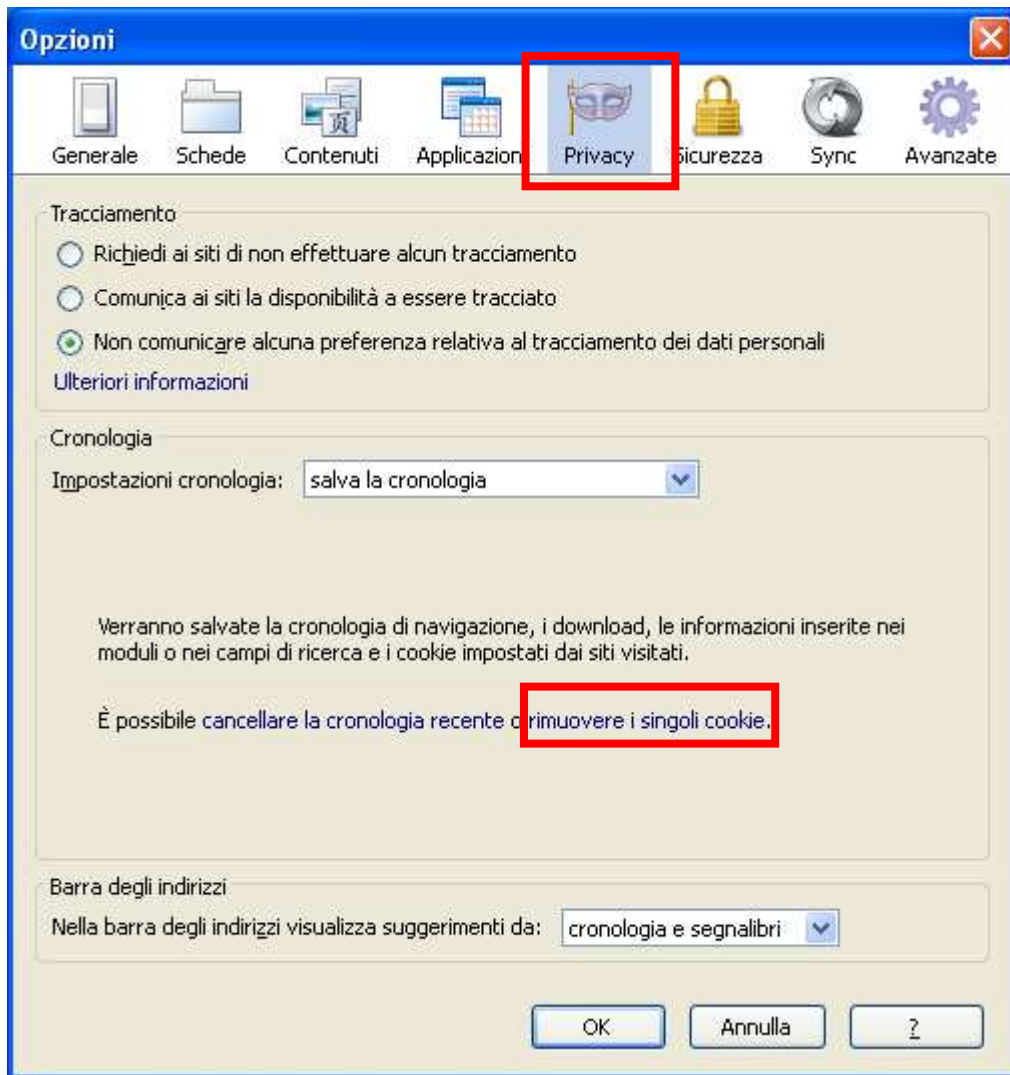 Opzioni
Generale Schede Contenuti Applicazion Privacy Sicurezza Sync Avanzate
Tracciamento
Richiedi ai siti di non effettuare alcun tracciamento
Comunica ai siti la disponibilità a essere tracciato
Non comunicare alcuna preferenza relativa al tracciamento dei dati personali
Ulteriori informazioni
Cronologia
Impostazioni cronologia: salva la cronologia
Verranno salvate la cronologia di navigazione, i download, le informazioni inserite nei
moduli o nei campi di ricerca e i cookie impostati dai siti visitati.
È possibile cancellare la cronologia recente o rimuovere i singoli cookie.
Barra degli indirizzi
Nella barra degli indirizzi visualizza suggerimenti da: cronologia e segnalibri
OK Annulla ?